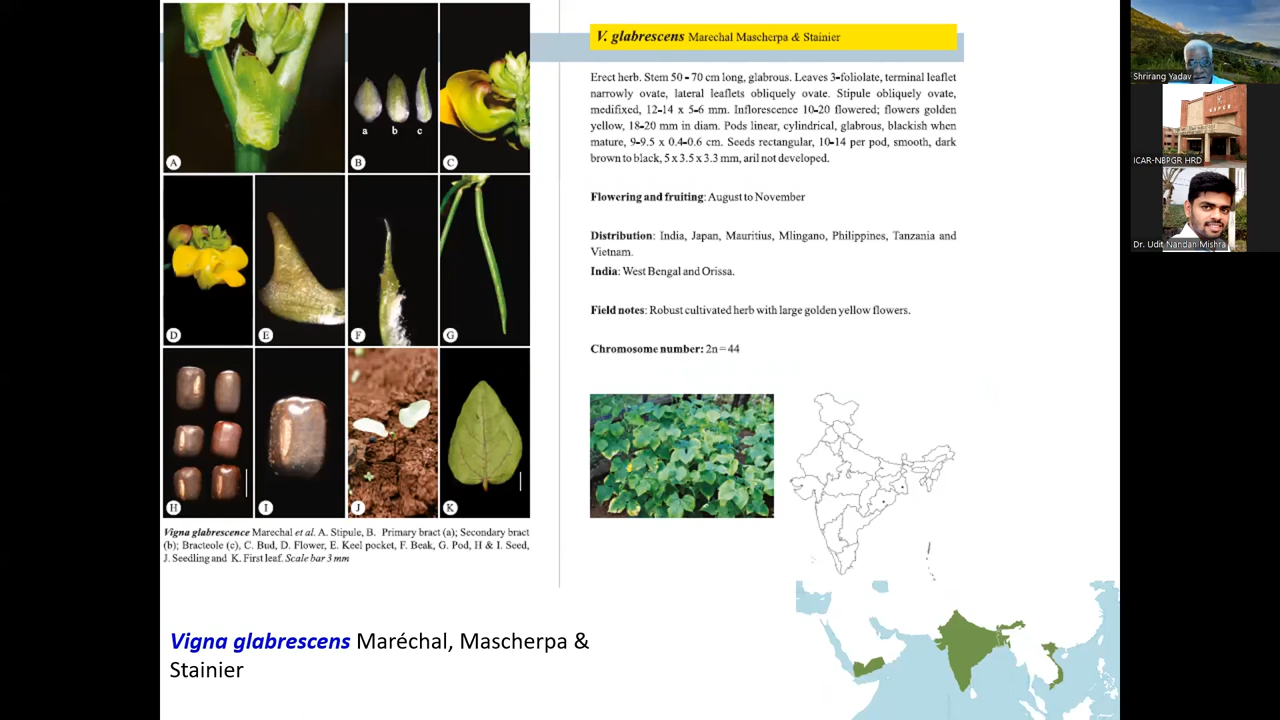 A
a b c
B
C
D
E
F
G
H
I
J
K
Vigna glabrescence Marechal et al. A. Stipule, B. Primary bract (a); Secondary bract
(b); Bracteole (c), C. Bud, D. Flower, E. Keel pocket, F. Beak, G. Pod, H & I. Seed,
J. Seedling and K. First leaf. Scale bar 3 mm
Vigna glabrescens Maréchal, Mascherpa &
Stainier
V. glabrescens Marechal Mascherpa & Stainier
Erect herb. Stem 50 - 70 cm long, glabrous. Leaves 3-foliolate, terminal leaflet
narrowly ovate, lateral leaflets obliquely ovate. Stipule obliquely ovate,
medifixed, 12-14 x 5-6 mm. Inflorescence 10-20 flowered; flowers golden
yellow, 18-20 mm in diam. Pods linear, cylindrical, glabrous, blackish when
mature, 9-9.5 x 0.4-0.6 cm. Seeds rectangular, 10-14 per pod, smooth, dark
brown to black, 5 x 3.5 x 3.3 mm, aril not developed.
Flowering and fruiting: August to November
Distribution: India, Japan, Mauritius, Mlingano, Philippines, Tanzania and
Vietnam.
India: West Bengal and Orissa.
Field notes: Robust cultivated herb with large golden yellow flowers.
Chromosome number: 2n = 44
Shrirang Yadav
ICAR-NBPGR HRD
Dr. Udit Nandan Mishra